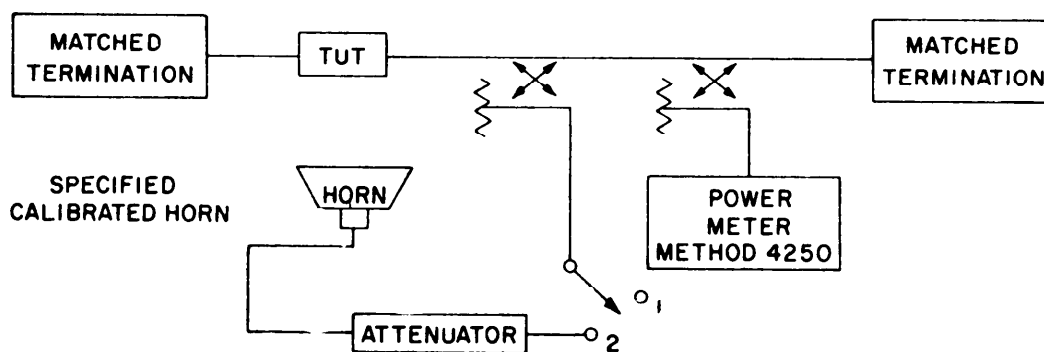 MATCHED
TERMINATION
TUT
MATCHED
TERMINATION
SPECIFIED
CALIBRATED HORN
HORN
POWER
METER
METHOD 4250
1
ATTENUATOR
2